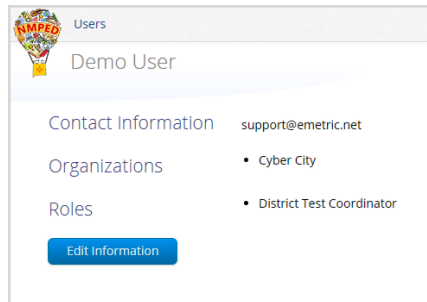 NMPED
Users
Demo User
Contact Information support@emetric.net
Organizations • Cyber City
Roles • District Test Coordinator
Edit Information